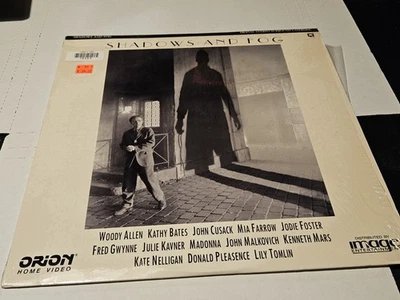 SHADOWS AND FOG
WOODY ALLEN KATHY BATES JOHN CUSACK MIA FARROW JODIE FOSTER
FRED GWYNNE JULIE KAVNER MADONNA JOHN MALKOVICH KENNETH MARS
KATE NELLIGAN DONALD PLEASENCE LILY TOMLIN
ORION
HOME VIDEO
DISTRIBUTED BY
image
ENTERTAINMENT